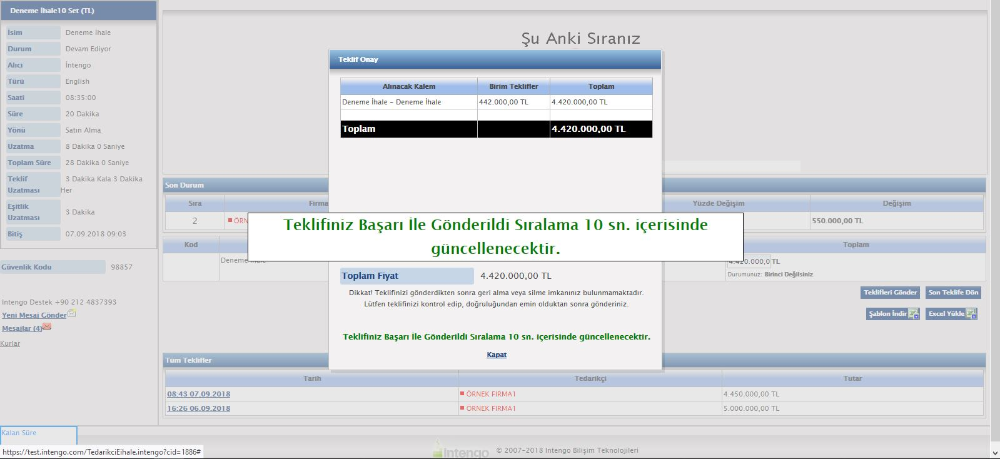 Deneme İhale10 Set (TL)
İsim Deneme İhale
Durum Devam Ediyor
Alıcı İntengo
Türü English
Saati 08:35:00
Süre 20 Dakika
Yönü Satın Alma
Uzatma 8 Dakika 0 Saniye
Toplam Süre 28 Dakika 0 Saniye
Teklif Uzatması 3 Dakika Kala 3 Dakika
Her
Eşitlik Uzatması 3 Dakika
Bitiş 07.09.2018 09:03
Güvenlik Kodu 98857
Intengo Destek +90 212 4837393
Yeni Mesaj Gönder
Mesajlar (4)
Kurlar
Kalan Süre
https://test.intengo.com/TedarikciEihale.intengo?cid=1886#
Şu Anki Sıranız
Teklif Onay
Alınacak Kalem Birim Teklifler Toplam
Deneme İhale - Deneme İhale 442.000,00 TL 4.420.000,00 TL
Toplam 4.420.000,00 TL
Son Durum
Sıra Firma Yüzde Değişim Değişim
2 ÖRN 550.000,00 TL
Teklifiniz Başarı İle Gönderildi Sıralama 10 sn. içerisinde
güncellenecektir.
Kod Toplam
Deneme İhale 4.420.000,0 TL
Durumunuz: Birinci Değilsiniz
Toplam Fiyat 4.420.000,00 TL
Dikkat! Teklifinizi gönderdikten sonra geri alma veya silme imkanınız bulunmamaktadır.
Lütfen teklifinizi kontrol edip, doğruluğundan emin olduktan sonra gönderiniz.
Teklifleri Gönder Son Teklife Dön
Şablon İndir Excel Yükle
Teklifiniz Başarı İle Gönderildi Sıralama 10 sn. içerisinde güncellenecektir.
Kapat
Tüm Teklifler
Tarih Tedarikçi Tutar
08:43 07.09.2018 ÖRNEK FIRMA1 4.450.000,00 TL
16:26 06.09.2018 ÖRNEK FIRMA1 5.000.000,00 TL
intengo © 2007-2018 Intengo Bilişim Teknolojileri